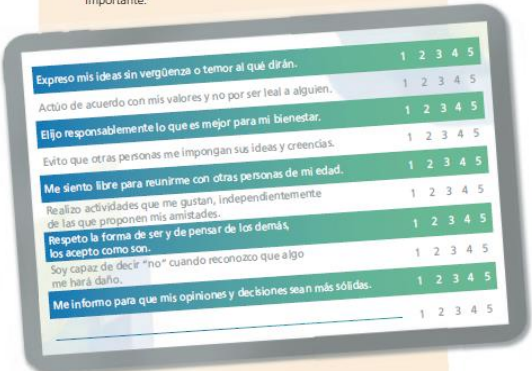 importante.
Expreso mis ideas sin vergüenza o temor al qué dirán. 1 2 3 4 5
Actúo de acuerdo con mis valores y no por ser leal a alguien. 1 2 3 4 5
Elijo responsablemente lo que es mejor para mi bienestar. 1 2 3 4 5
Evito que otras personas me impongan sus ideas y creencias. 1 2 3 4 5
Me siento libre para reunirme con otras personas de mi edad. 1 2 3 4 5
Realizo actividades que me gustan, independientemente
de las que proponen mis amistades. 1 2 3 4 5
Respeto la forma de ser y de pensar de los demás,
los acepto como son. 1 2 3 4 5
Soy capaz de decir “no” cuando reconozco que algo
me hará daño. 1 2 3 4 5
Me informo para que mis opiniones y decisiones sean más sólidas. 1 2 3 4 5
1 2 3 4 5